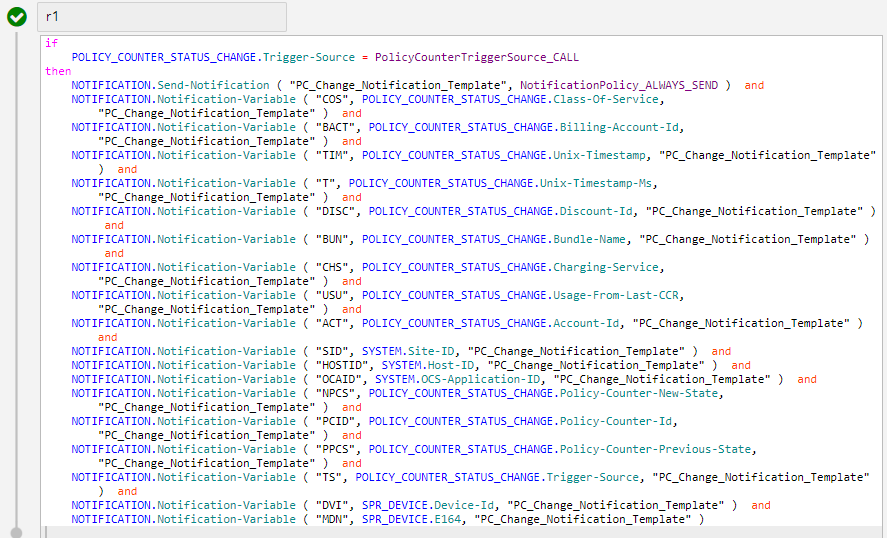 r1
if
POLICY_COUNTER_STATUS_CHANGE.Trigger-Source = PolicyCounterTriggerSource_CALL
then
NOTIFICATION.Send-Notification ( "PC_Change_Notification_Template", NotificationPolicy_ALWAYS_SEND )  and
NOTIFICATION.Notification-Variable ( "COS", POLICY_COUNTER_STATUS_CHANGE.Class-Of-Service,
"PC_Change_Notification_Template" )  and
NOTIFICATION.Notification-Variable ( "BACT", POLICY_COUNTER_STATUS_CHANGE.Billing-Account-Id,
"PC_Change_Notification_Template" )  and
NOTIFICATION.Notification-Variable ( "TIM", POLICY_COUNTER_STATUS_CHANGE.Unix-Timestamp, "PC_Change_Notification_Template"
)  and
NOTIFICATION.Notification-Variable ( "T", POLICY_COUNTER_STATUS_CHANGE.Unix-Timestamp-Ms,
"PC_Change_Notification_Template" )  and
NOTIFICATION.Notification-Variable ( "DISC", POLICY_COUNTER_STATUS_CHANGE.Discount-Id, "PC_Change_Notification_Template" )
and
NOTIFICATION.Notification-Variable ( "BUN", POLICY_COUNTER_STATUS_CHANGE.Bundle-Name, "PC_Change_Notification_Template" )
and
NOTIFICATION.Notification-Variable ( "CHS", POLICY_COUNTER_STATUS_CHANGE.Charging-Service,
"PC_Change_Notification_Template" )  and
NOTIFICATION.Notification-Variable ( "USU", POLICY_COUNTER_STATUS_CHANGE.Usage-From-Last-CCR,
"PC_Change_Notification_Template" )  and
NOTIFICATION.Notification-Variable ( "ACT", POLICY_COUNTER_STATUS_CHANGE.Account-Id, "PC_Change_Notification_Template" )
and
NOTIFICATION.Notification-Variable ( "SID", SYSTEM.Site-ID, "PC_Change_Notification_Template" )  and
NOTIFICATION.Notification-Variable ( "HOSTID", SYSTEM.Host-ID, "PC_Change_Notification_Template" )  and
NOTIFICATION.Notification-Variable ( "OCAID", SYSTEM.OCS-Application-ID, "PC_Change_Notification_Template" )  and
NOTIFICATION.Notification-Variable ( "NPCS", POLICY_COUNTER_STATUS_CHANGE.Policy-Counter-New-State,
"PC_Change_Notification_Template" )  and
NOTIFICATION.Notification-Variable ( "PCID", POLICY_COUNTER_STATUS_CHANGE.Policy-Counter-Id,
"PC_Change_Notification_Template" )  and
NOTIFICATION.Notification-Variable ( "PPCS", POLICY_COUNTER_STATUS_CHANGE.Policy-Counter-Previous-State,
"PC_Change_Notification_Template" )  and
NOTIFICATION.Notification-Variable ( "TS", POLICY_COUNTER_STATUS_CHANGE.Trigger-Source, "PC_Change_Notification_Template"
)  and
NOTIFICATION.Notification-Variable ( "DVI", SPR_DEVICE.Device-Id, "PC_Change_Notification_Template" )  and
NOTIFICATION.Notification-Variable ( "MDN", SPR_DEVICE.E164, "PC_Change_Notification_Template" )